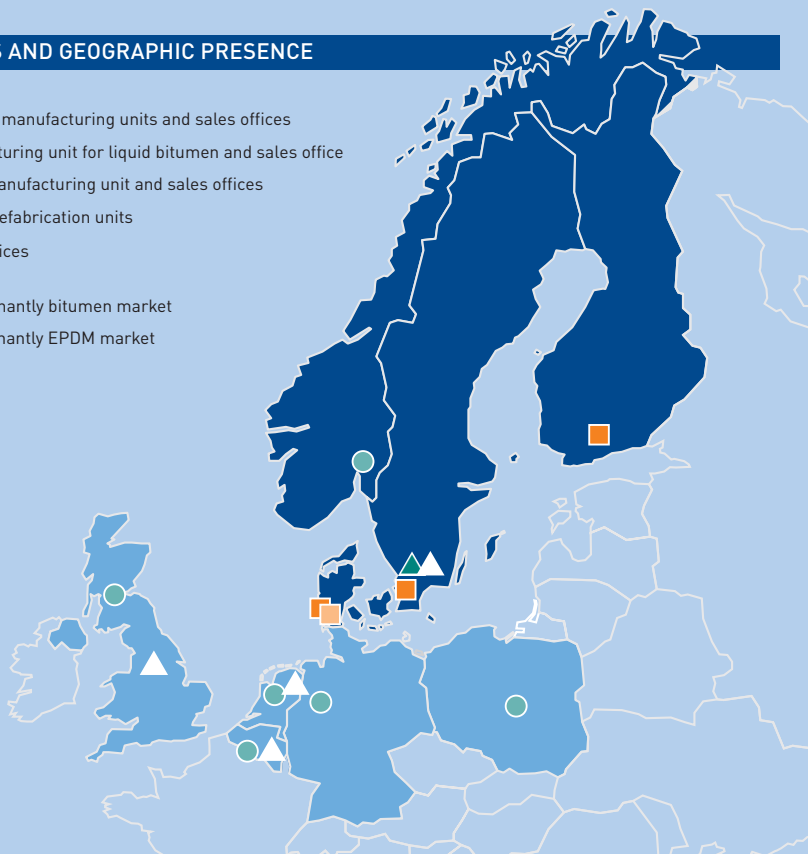 S AND GEOGRAPHIC PRESENCE
manufacturing units and sales offices
turing unit for liquid bitumen and sales office
anufacturing unit and sales offices
efabrication units
ices
nantly bitumen market
nantly EPDM market